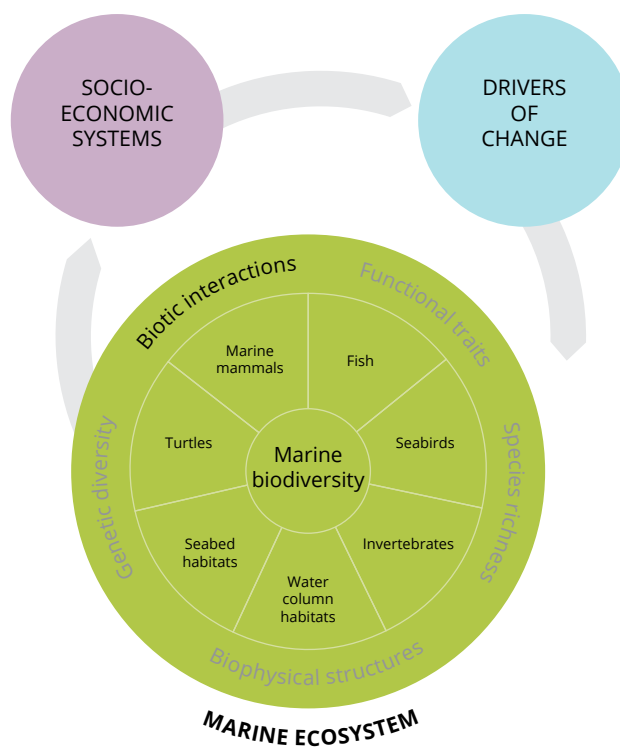 SOCIO-
ECONOMIC
SYSTEMS
DRIVERS
OF
CHANGE
Biotic interactions
Functional traits
Marine
mammals
Fish
Turtles
Marine
biodiversity
Seabirds
Genetic diversity
Species richness
Seabed
habitats
Invertebrates
Water
column
habitats
Biophysical structures
MARINE ECOSYSTEM